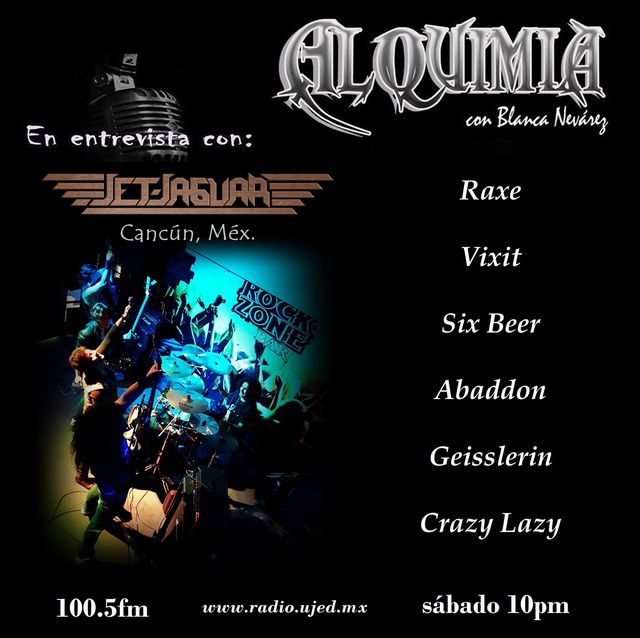 ALQUIMIA
con Blanca Nevárez
En entrevista con:
JET-JAGUAR
Cancún, Méx.
ROCK-
ZONE
BAR
Raxe
Vixit
Six Beer
Abaddon
Geisslerin
Crazy Lazy
100.5fm
www.radio.ujed.mx
sábado 10pm